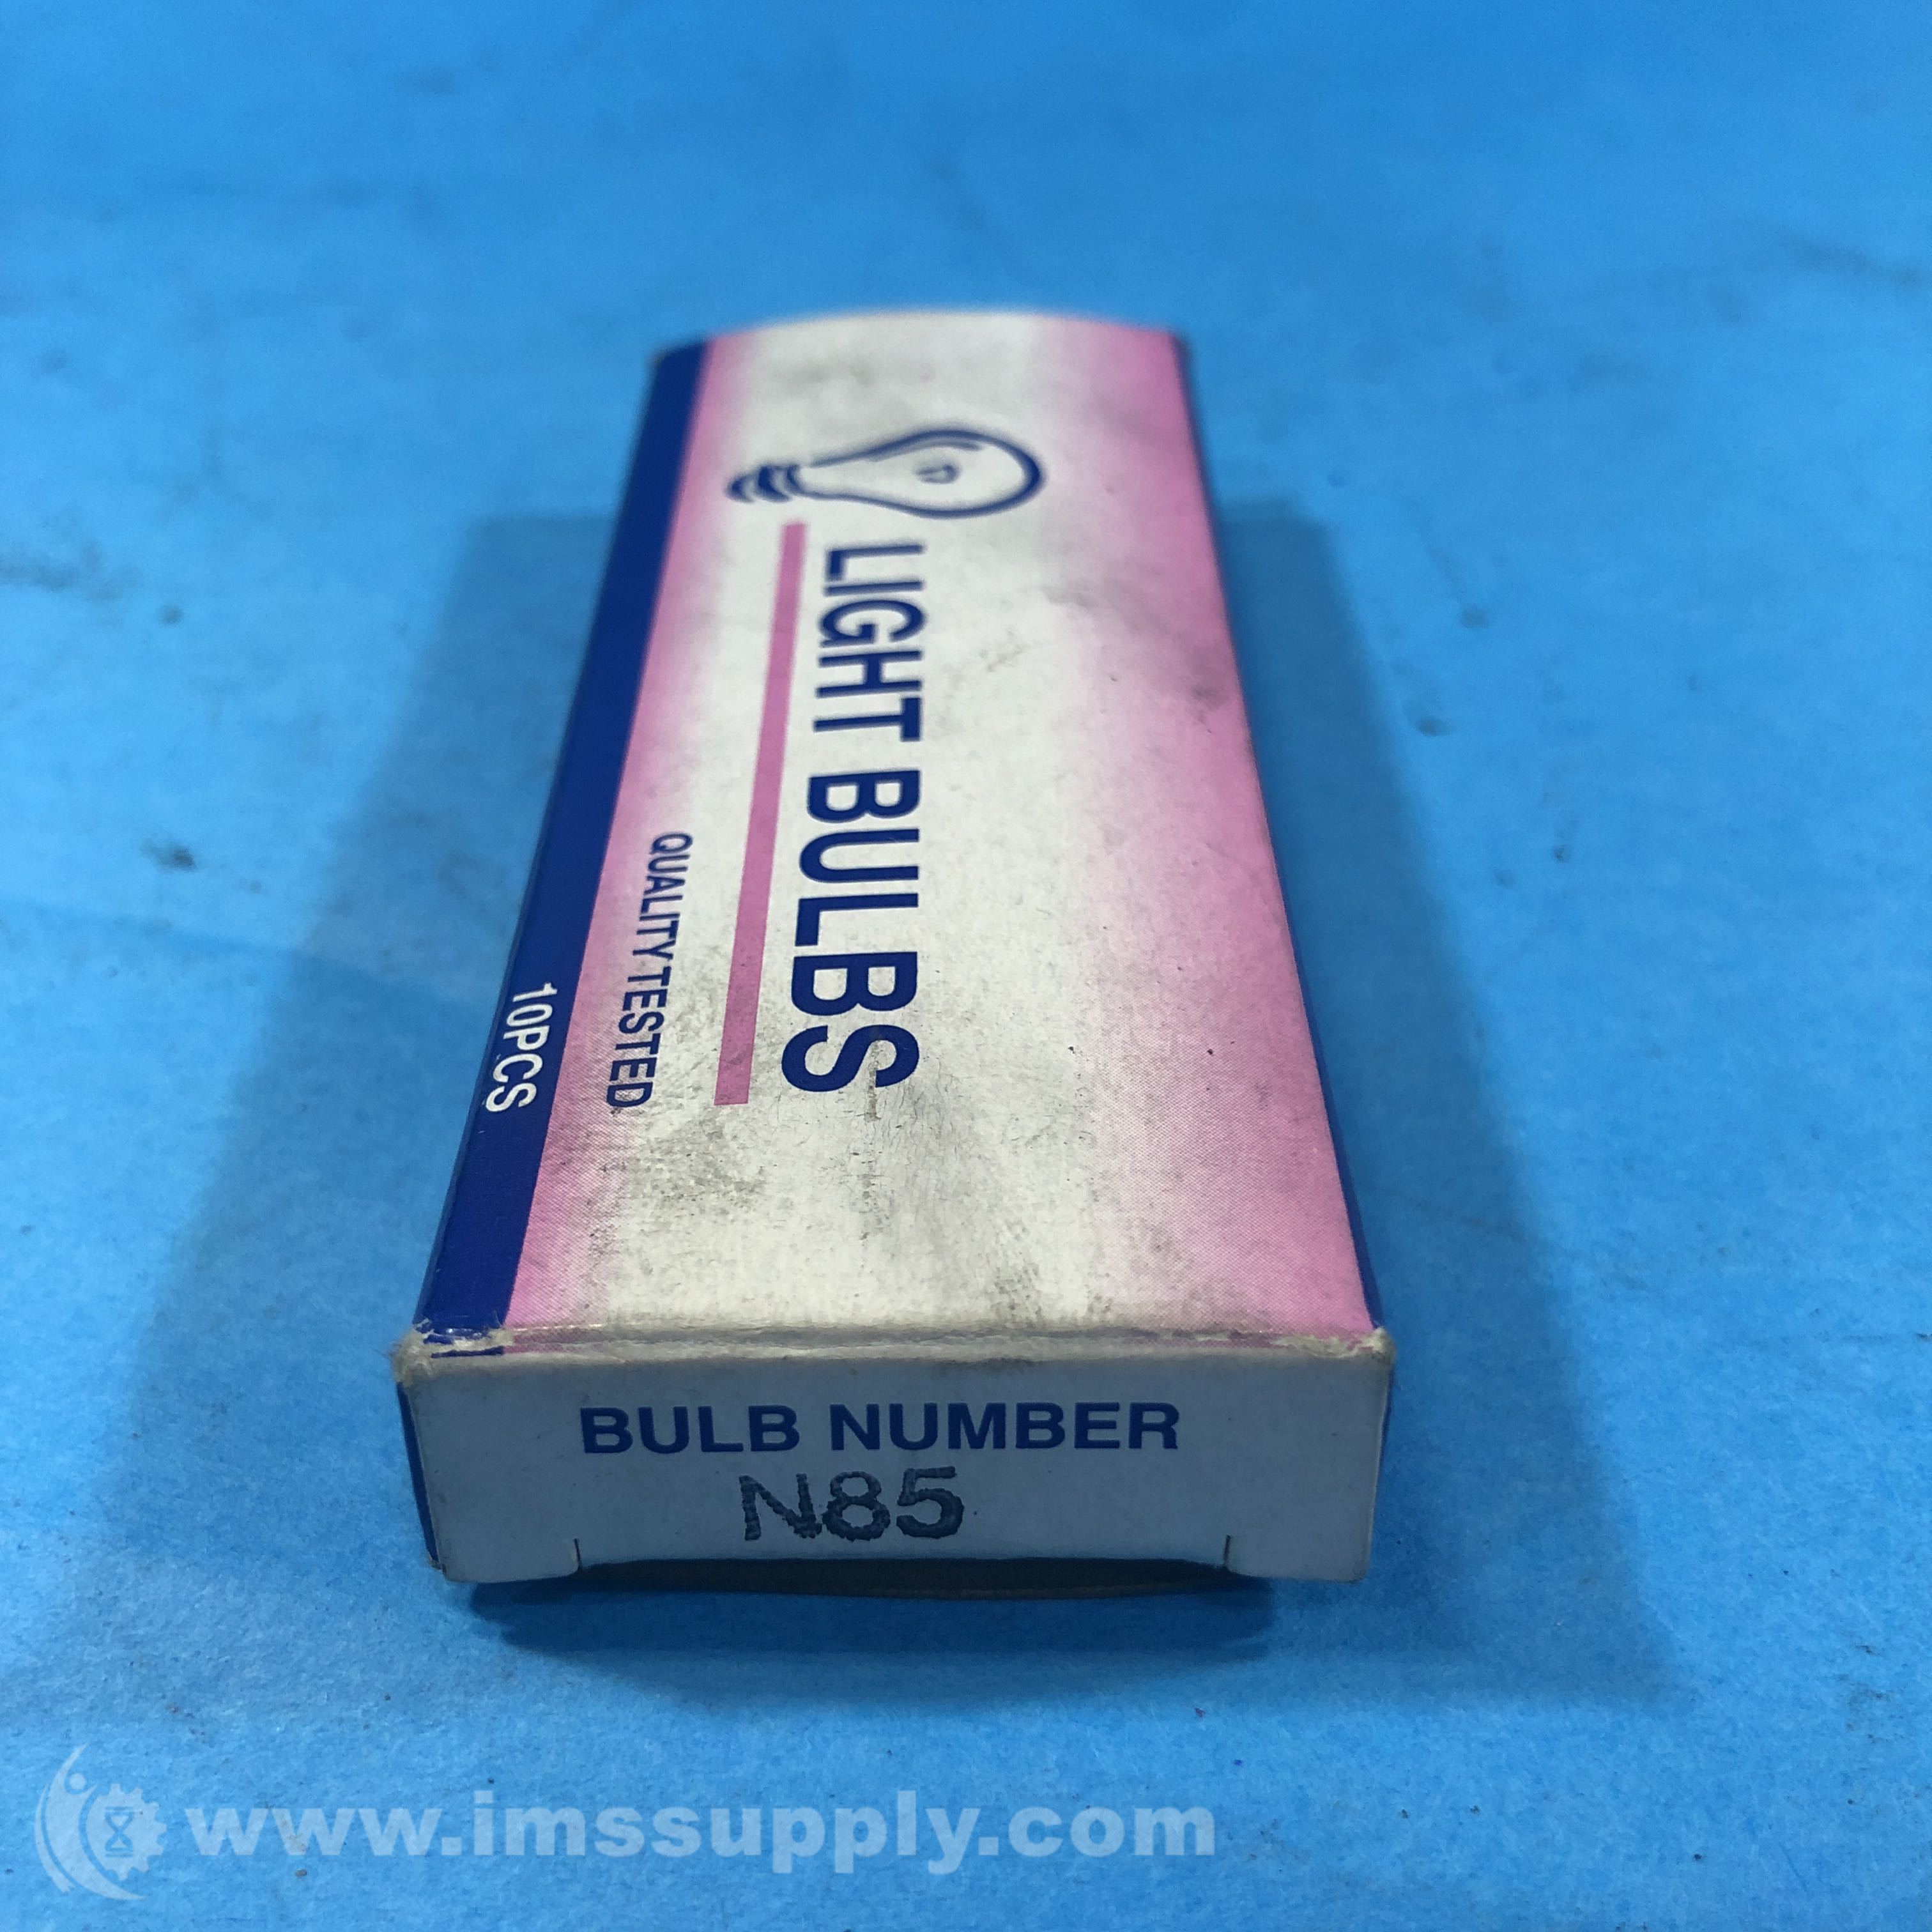 LIGHT BULBS
QUALITY TESTED
10PCS
BULB NUMBER
N85
www.imssupply.com